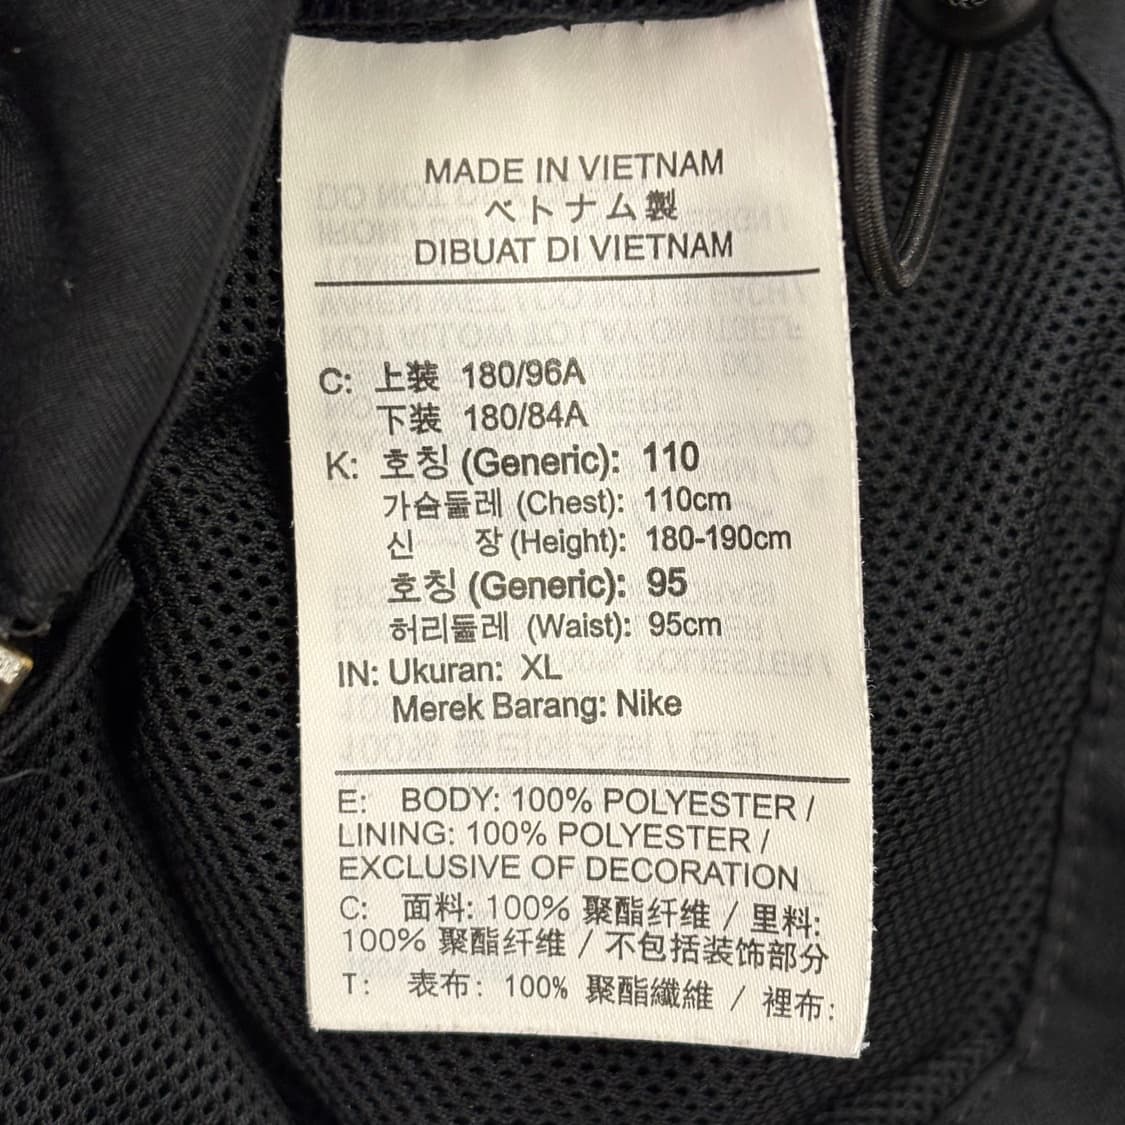 MADE IN VIETNAM
ベトナム製
DIBUAT DI VIETNAM
C: 上装 180/96A
下装 180/84A
K: 호칭 (Generic): 110
가슴둘레 (Chest): 110cm
신 장 (Height): 180-190cm
호칭 (Generic): 95
허리둘레 (Waist): 95cm
IN: Ukuran: XL
Merek Barang: Nike
E: BODY: 100% POLYESTER /
LINING: 100% POLYESTER /
EXCLUSIVE OF DECORATION
C: 面料: 100% 聚酯纤维 / 里料:
100% 聚酯纤维 / 不包括装饰部分
T: 表布: 100% 聚酯纖維 / 裡布: